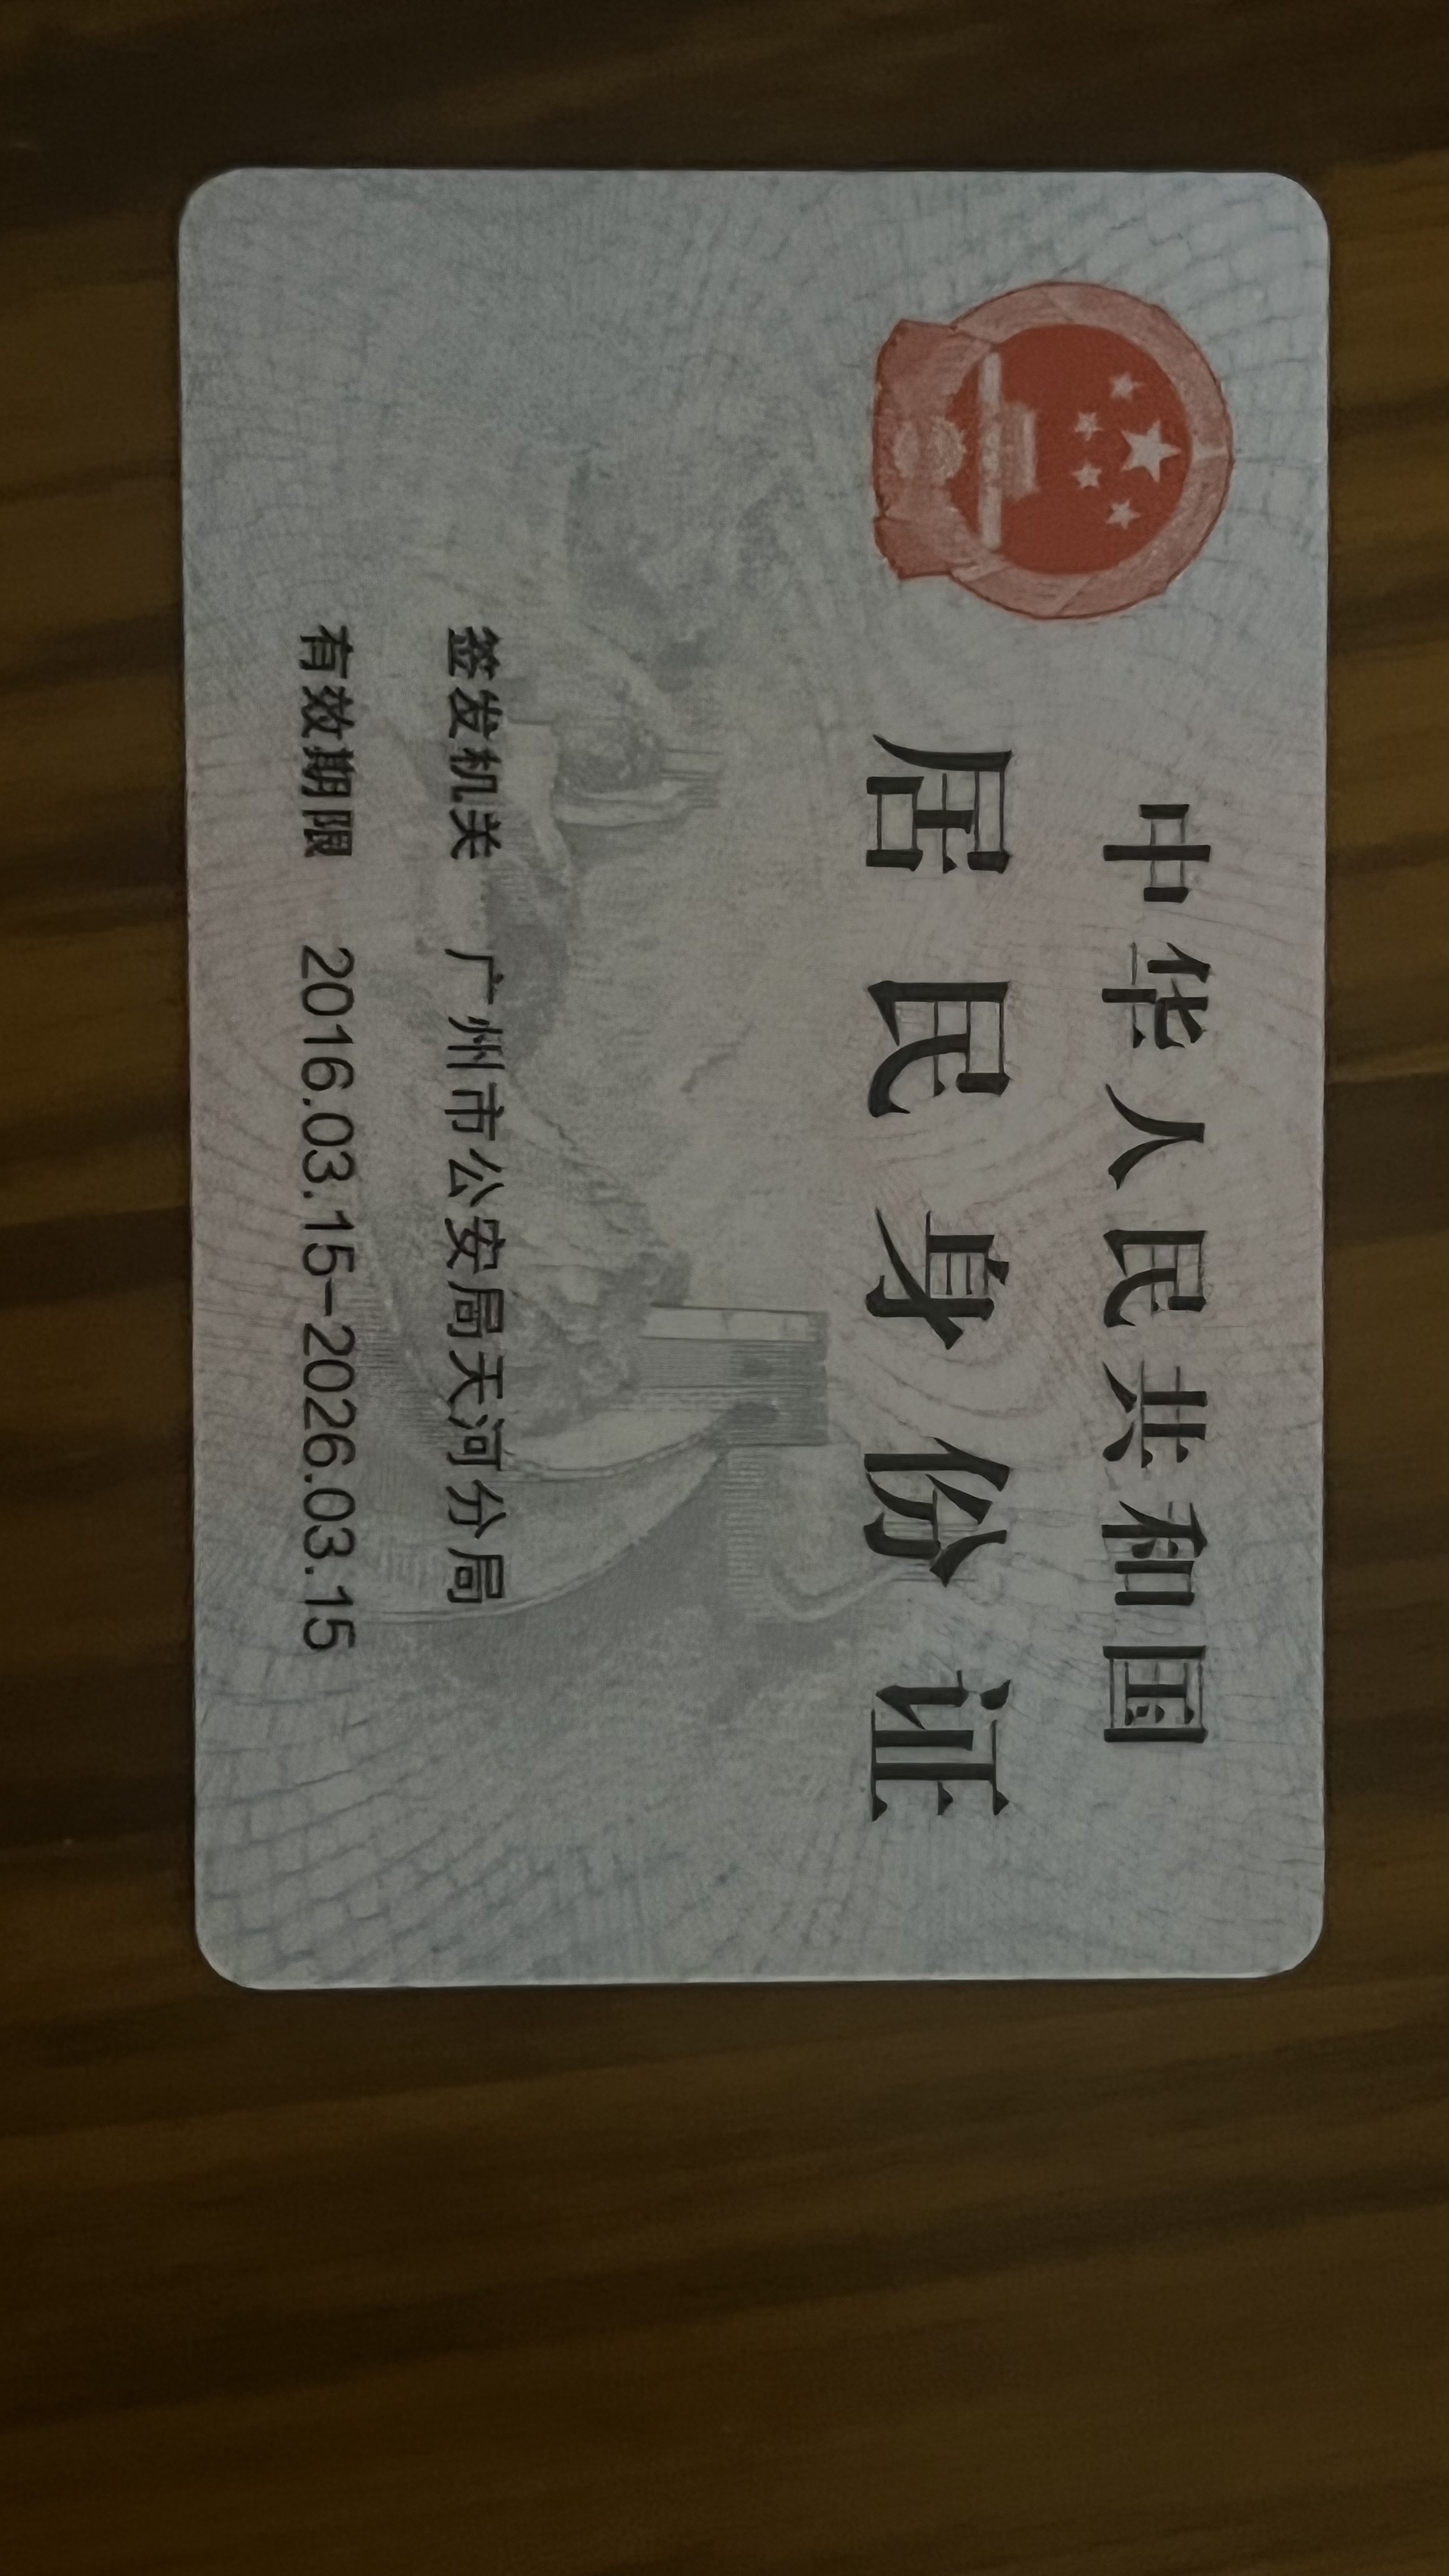 中华人民共和国
居民身份证
签发机关 广州市公安局天河分局
有效期限 2016.03.15-2026.03.15